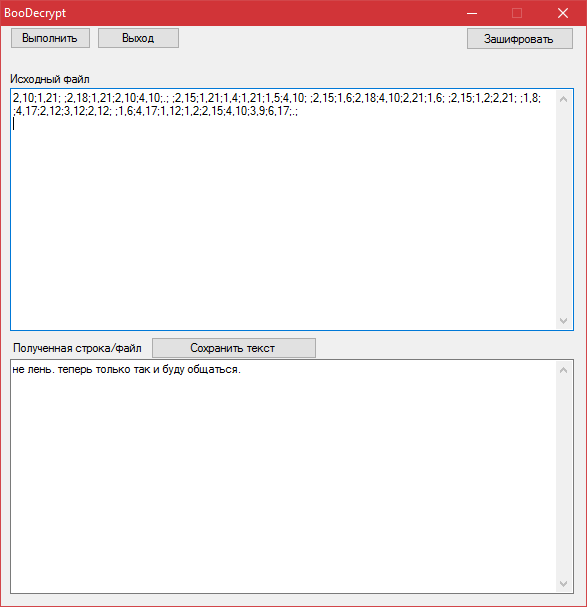 BooDecrypt
Выполнить Выход Зашифровать
Исходный файл
2,10;1,21; ;2,18;1,21;2,10;4,10;.; ;2,15;1,21;1,4;1,21;1,5;4,10; ;2,15;1,6;2,18;4,10;2,21;1,6; ;2,15;1,2;2,21; ;1,8;
;4,17;2,12;3,12;2,12; ;1,6;4,17;1,12;1,2;2,15;4,10;3,9;6,17;.;
Полученная строка/файл Сохранить текст
не лень. теперь только так и буду общаться.